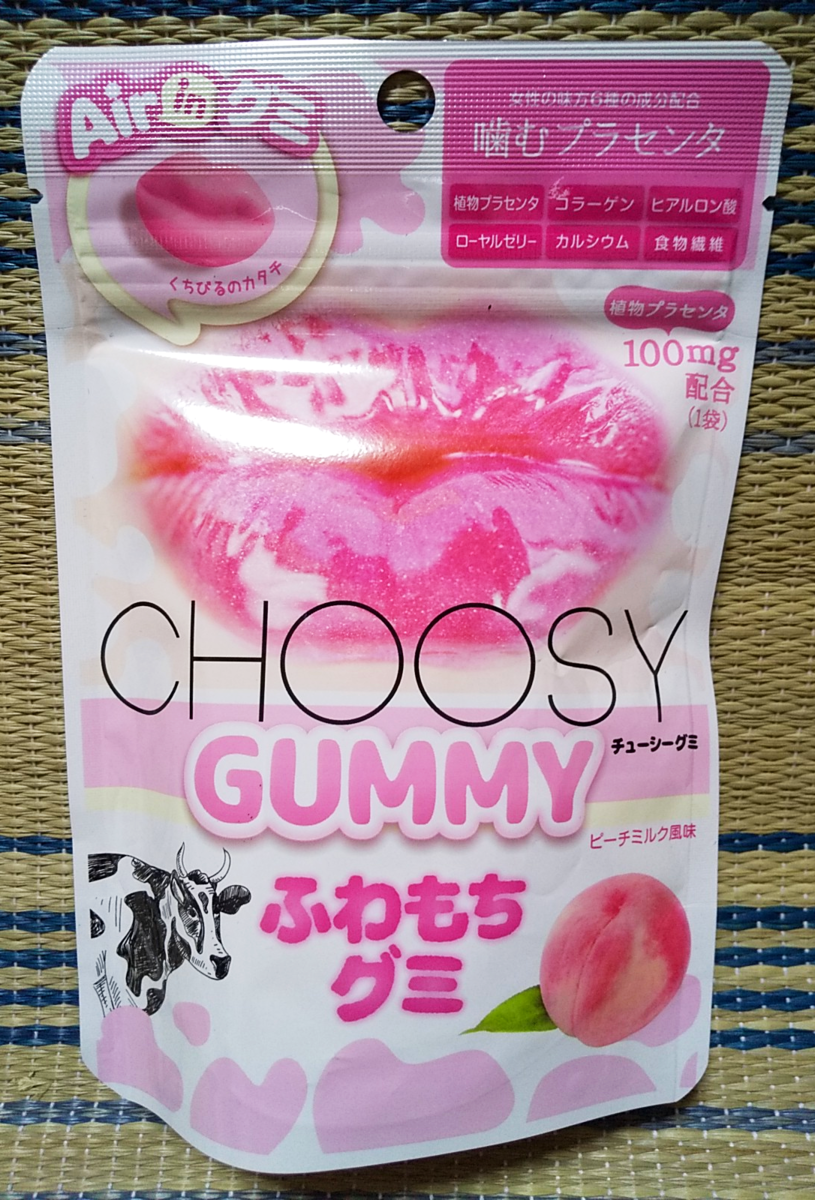 Air in グミ
くちびるのカタチ
女性の味方6種の成分配合
噛むプラセンタ
植物プラセンタ コラーゲン ヒアルロン酸
ローヤルゼリー カルシウム 食物繊維
植物プラセンタ
100mg
配合
(1袋)
CHOOSY
GUMMY
チューシーグミ
ピーチミルク風味
ふわもち
グミ